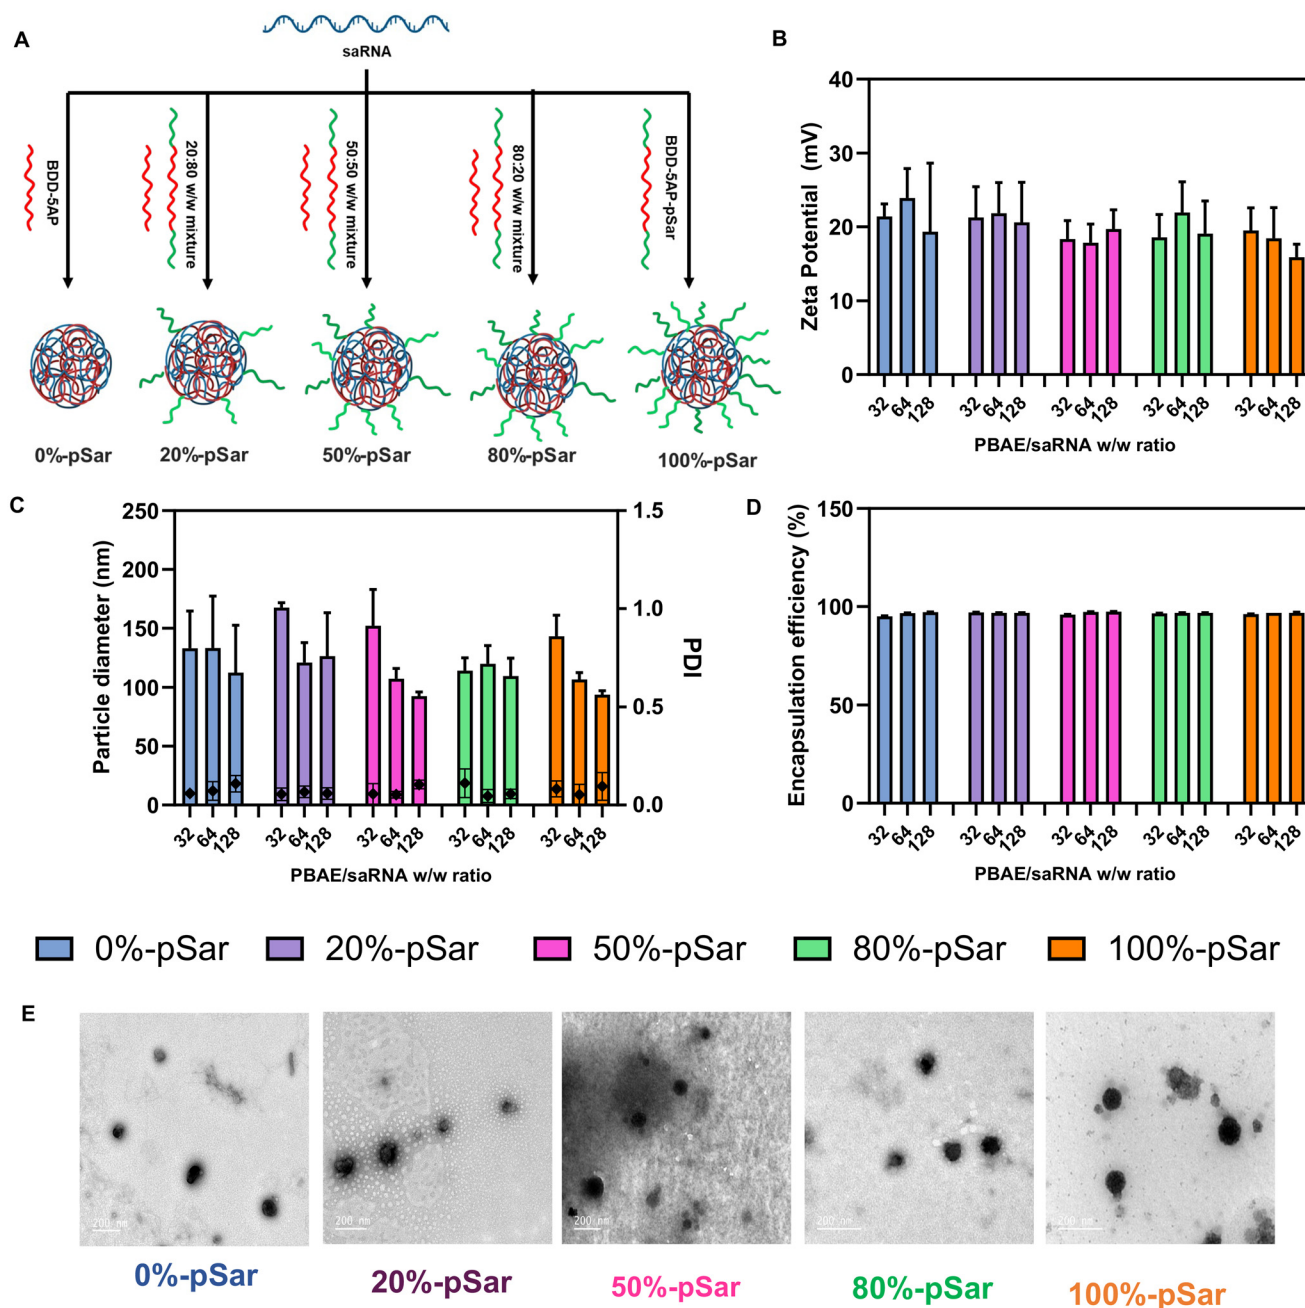 A
saRNA
BDD-5AP
20:80 w/w mixture
50:50 w/w mixture
80:20 w/w mixture
BDD-5AP-pSar
0%-pSar
20%-pSar
50%-pSar
80%-pSar
100%-pSar
B
Zeta Potential (mV)
40
30
20
10
0
32 64 128 32 64 128 32 64 128 32 64 128 32 64 128
PBAE/saRNA w/w ratio
C
Particle diameter (nm)
250
200
150
100
50
0
1.5
1.0
0.5
0.0
PDI
32 64 128 32 64 128 32 64 128 32 64 128 32 64 128
PBAE/saRNA w/w ratio
D
Encapsulation efficiency (%)
150
100
50
0
32 64 128 32 64 128 32 64 128 32 64 128 32 64 128
PBAE/saRNA w/w ratio
0%-pSar 20%-pSar 50%-pSar 80%-pSar 100%-pSar
E
200 nm
200 nm
200 nm
200 nm
200 nm
0%-pSar
20%-pSar
50%-pSar
80%-pSar
100%-pSar